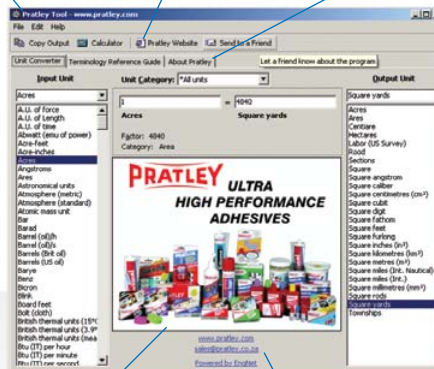 Pratley Tool - www.pratley.com
File Edit Help
Copy Output Calculator Pratley Website Send to a Friend
Unit Converter Terminology Reference Guide About Pratley
Let a friend know about the program
Input Unit
Unit Category: *All units
Output Unit
Acres
1 = 4840
Square yards
Acres
Square yards
Factor: 4840
Category: Area
A.U. of force
A.U. of Length
A.U. of time
Abwatt (emu of power)
Acre-feet
Acre-inches
Acres
Angstroms
Ares
Astronomical units
Atmosphere (metric)
Atmosphere (standard)
Atomic mass unit
Bar
Barad
Barrel (oil)/h
Barrel (oil)/s
Barrels (Brit oil)
Barrels (US oil)
Barye
Benz
Bicron
Blink
Board feet
Bolt (cloth)
British thermal units (15°C
British thermal units (3.9°
British thermal units (mea
Btu (IT) per hour
Btu (IT) per minute
Btu (IT) per second
PRATLEY
ULTRA
HIGH PERFORMANCE
ADHESIVES
www.pratley.com
sales@pratley.co.za
Powered by EngNet
Acres
Ares
Centiare
Hectares
Labor (US Survey)
Rood
Sections
Square
Square angstrom
Square caliber
Square centimetres (cm²)
Square cubit
Square digit
Square fathom
Square feet
Square furlong
Square inches (in²)
Square kilometres (km²)
Square metres (m²)
Square miles (Int. Nautical)
Square miles (Int.)
Square millimetres (mm²)
Square rods
Square yards
Townships